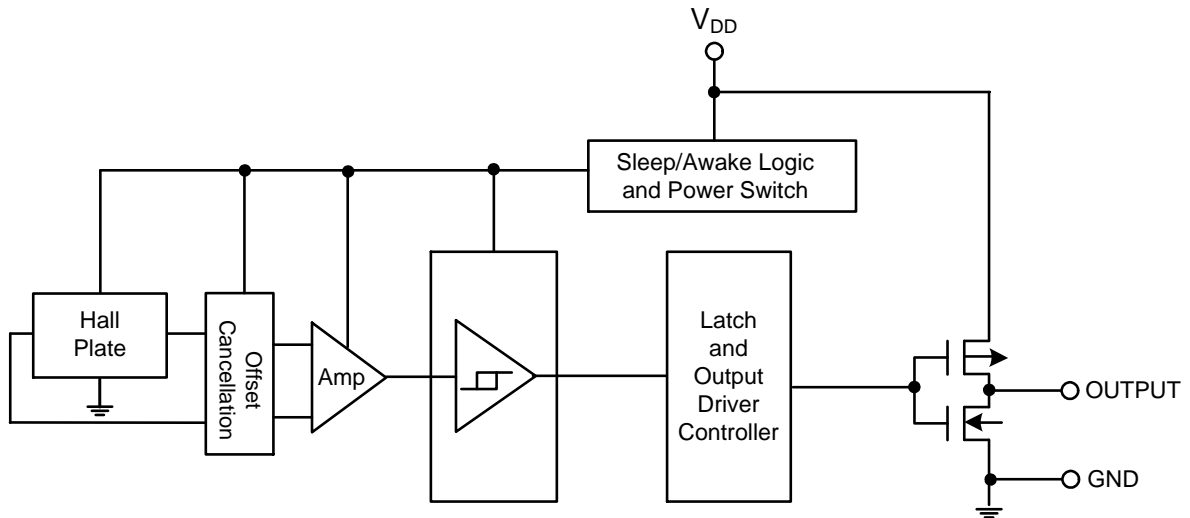 VDD
Sleep/Awake Logic
and Power Switch
Hall
Plate
Offset
Cancellation
Amp
Latch
and
Output
Driver
Controller
OUTPUT
GND